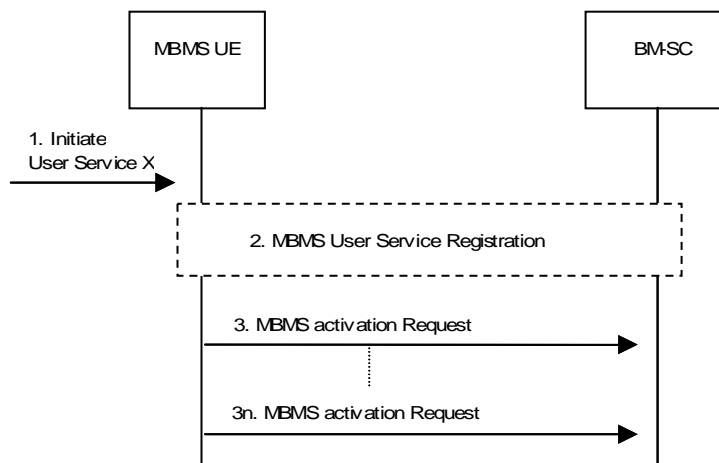 MBMS UE
BM-SC
1. Initiate
User Service X
2. MBMS User Service Registration
3. MBMS activation Request
3n. MBMS activation Request